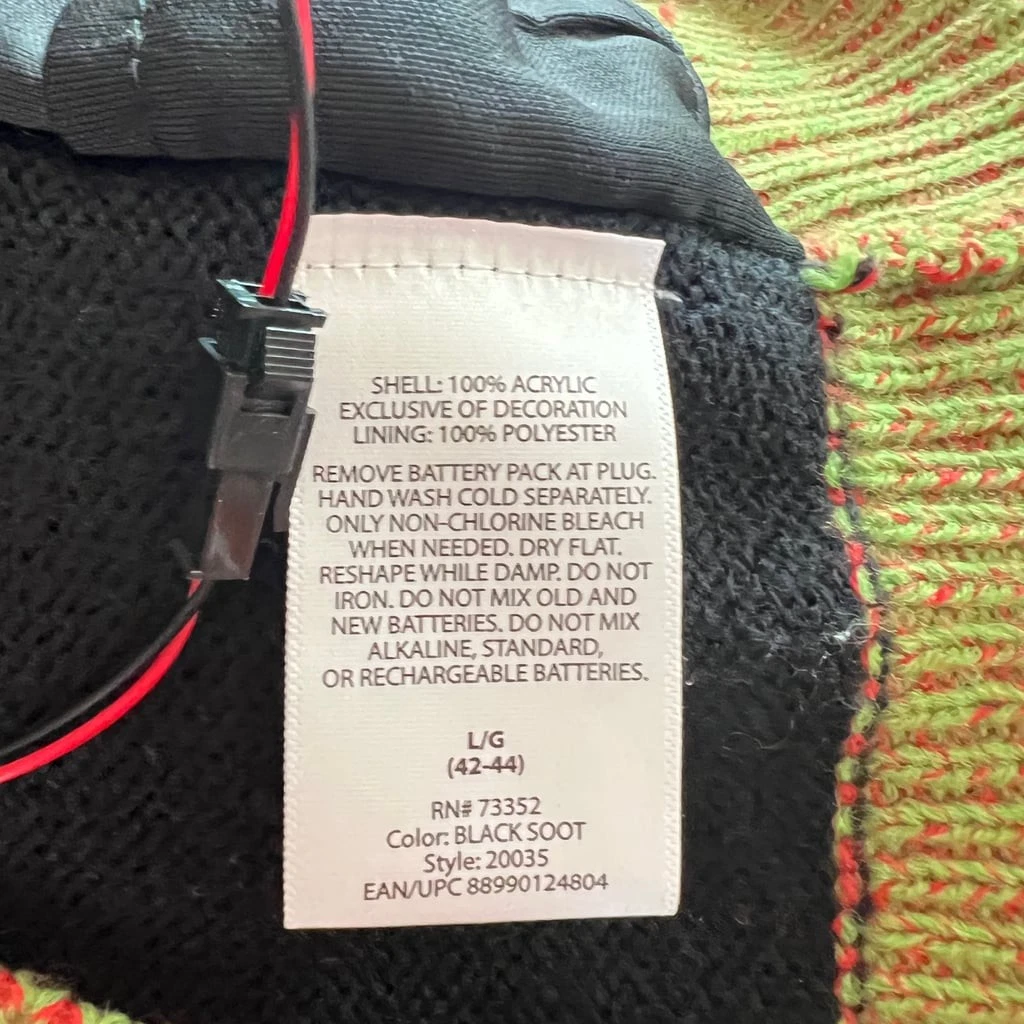 SHELL: 100% ACRYLIC
EXCLUSIVE OF DECORATION
LINING: 100% POLYESTER
REMOVE BATTERY PACK AT PLUG.
HAND WASH COLD SEPARATELY.
ONLY NON-CHLORINE BLEACH
WHEN NEEDED. DRY FLAT.
RESHAPE WHILE DAMP. DO NOT
IRON. DO NOT MIX OLD AND
NEW BATTERIES. DO NOT MIX
ALKALINE, STANDARD,
OR RECHARGEABLE BATTERIES.
L/G
(42-44)
RN# 73352
Color: BLACK SOOT
Style: 20035
EAN/UPC 88990124804